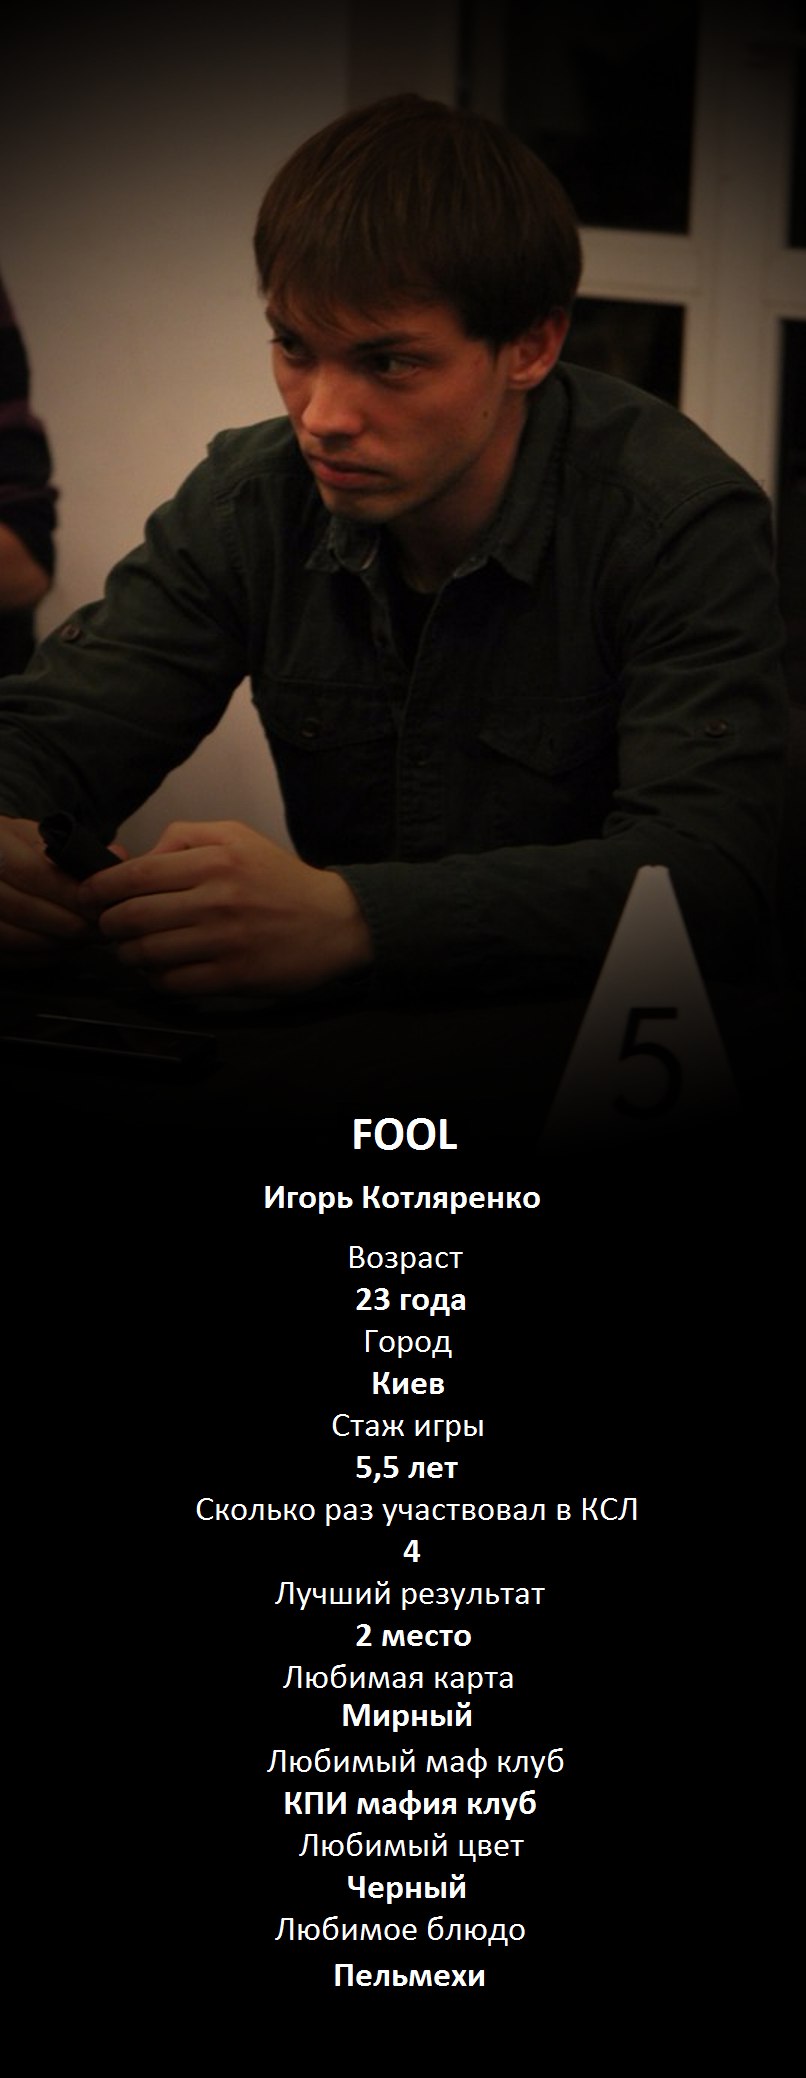 5
FOOL
Игорь Котляренко
Возраст
23 года
Город
Киев
Стаж игры
5,5 лет
Сколько раз участвовал в КСЛ
4
Лучший результат
2 место
Любимая карта
Мирный
Любимый маф клуб
КПИ мафия клуб
Любимый цвет
Черный
Любимое блюдо
Пельмехи